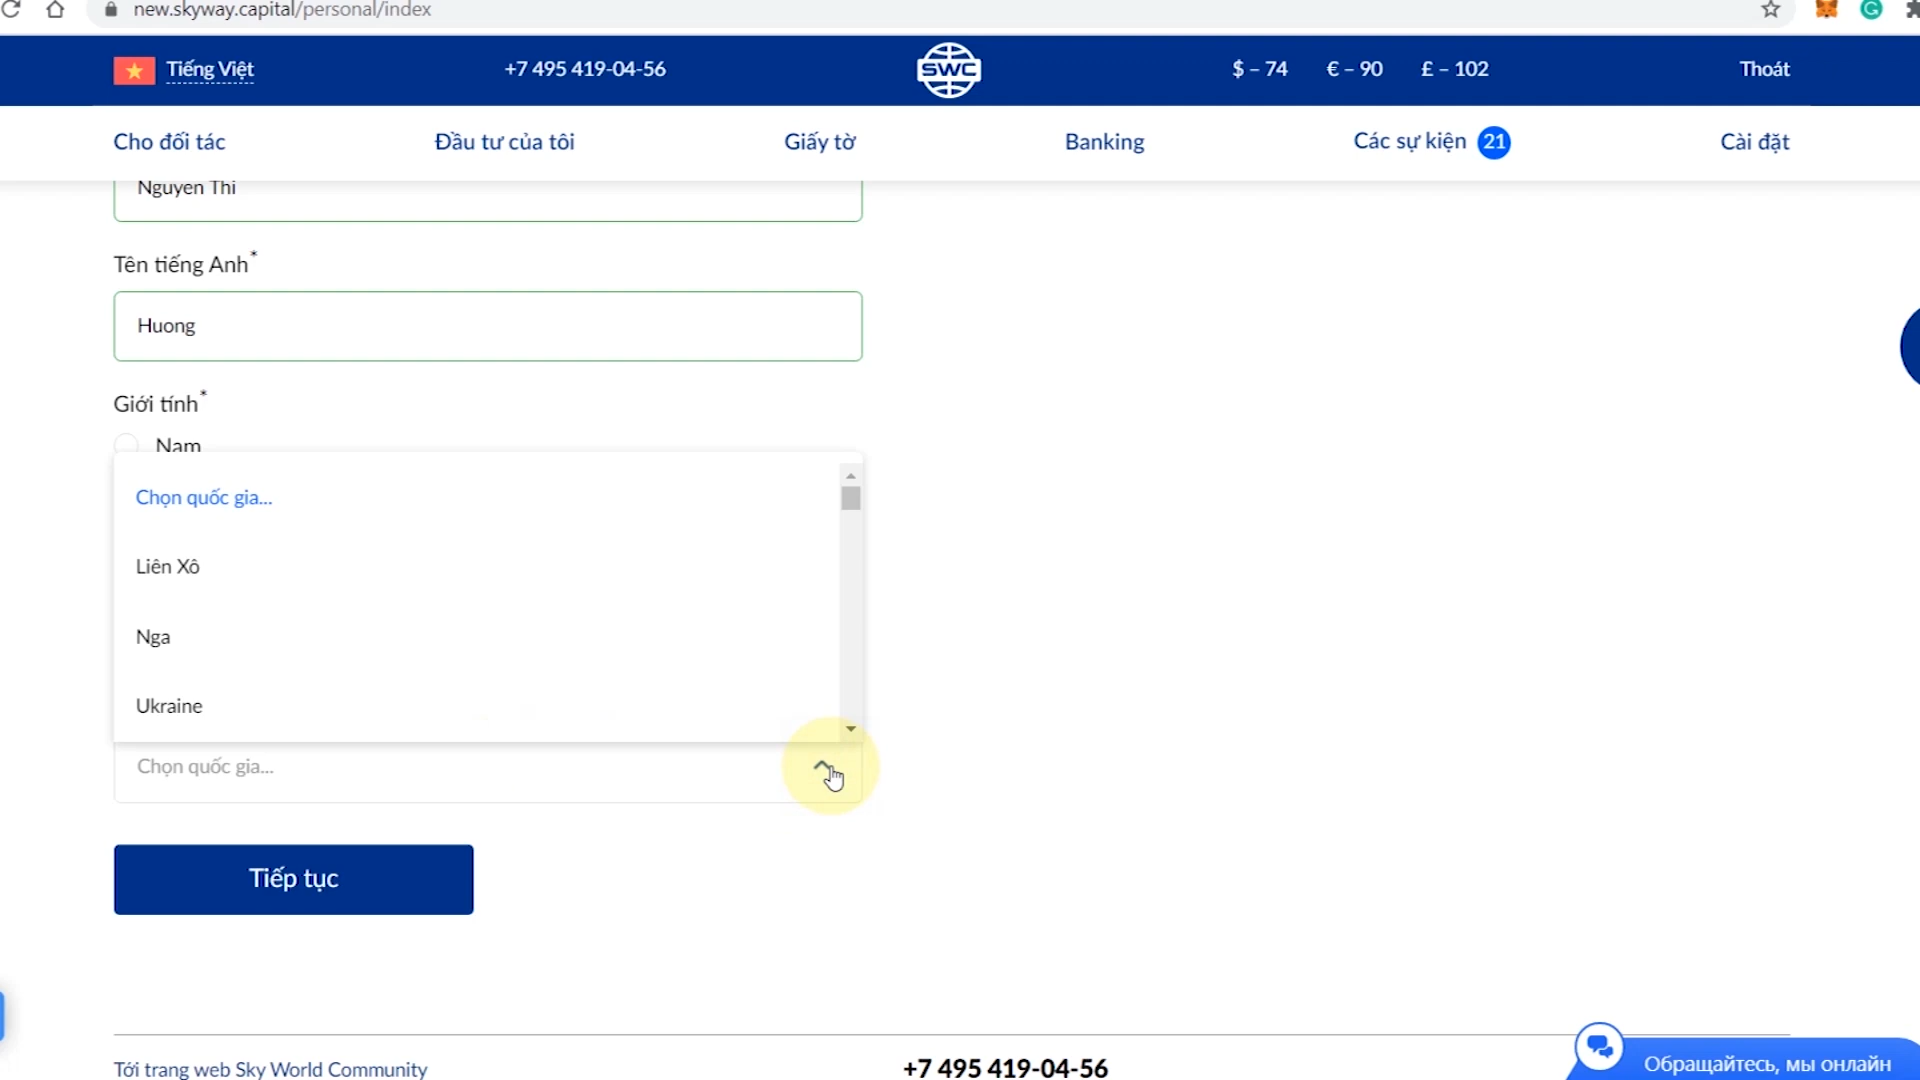 new.skyway.capital/personal/index
Tiếng Việt
+7 495 419-04-56
SWC
$ – 74
€ – 90
£ – 102
Thoát
Cho đối tác
Đầu tư của tôi
Giấy tờ
Banking
Các sự kiện 21
Cài đặt
Nguyen Thi
Tên tiếng Anh*
Huong
Giới tính*
Nam
Chọn quốc gia...
Liên Xô
Nga
Ukraine
Chọn quốc gia...
Tiếp tục
Tới trang web Sky World Community
+7 495 419-04-56
Обращайтесь, мы онлайн